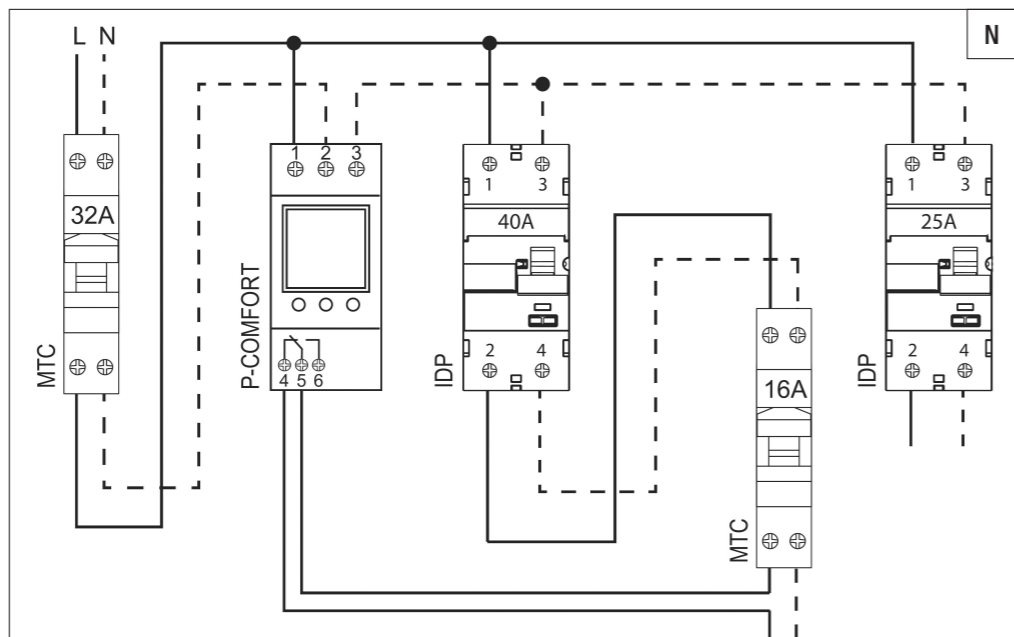 L N
N
1 2 3
1 3
1 3
32A
40A
25A
P-COMFORT
MTC
IDP
IDP
2 4
2 4
4 5 6
16A
MTC